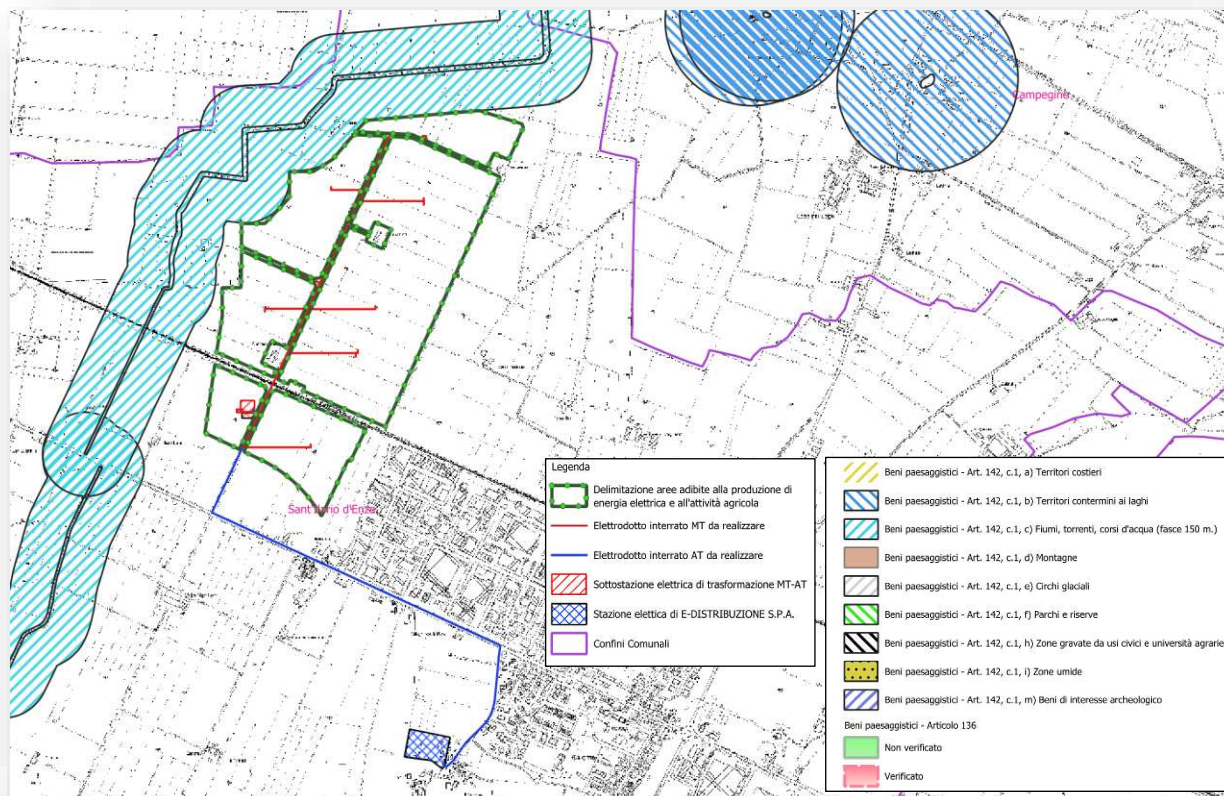 Campegine
Sant'Ilario d'Enza
Legenda
Delimitazione aree adibite alla produzione di
energia elettrica e all'attività agricola
Elettrodotto interrato MT da realizzare
Elettrodotto interrato AT da realizzare
Sottostazione elettrica di trasformazione MT-AT
Stazione elettica di E-DISTRIBUZIONE S.P.A.
Confini Comunali
Beni paesaggistici - Art. 142, c.1, a) Territori costieri
Beni paesaggistici - Art. 142, c.1, b) Territori contermini ai laghi
Beni paesaggistici - Art. 142, c.1, c) Fiumi, torrenti, corsi d'acqua (fasce 150 m.)
Beni paesaggistici - Art. 142, c.1, d) Montagne
Beni paesaggistici - Art. 142, c.1, e) Circhi glaciali
Beni paesaggistici - Art. 142, c.1, f) Parchi e riserve
Beni paesaggistici - Art. 142, c.1, h) Zone gravate da usi civici e università agrarie
Beni paesaggistici - Art. 142, c.1, i) Zone umide
Beni paesaggistici - Art. 142, c.1, m) Beni di interesse archeologico
Beni paesaggistici - Articolo 136
Non verificato
Verificato